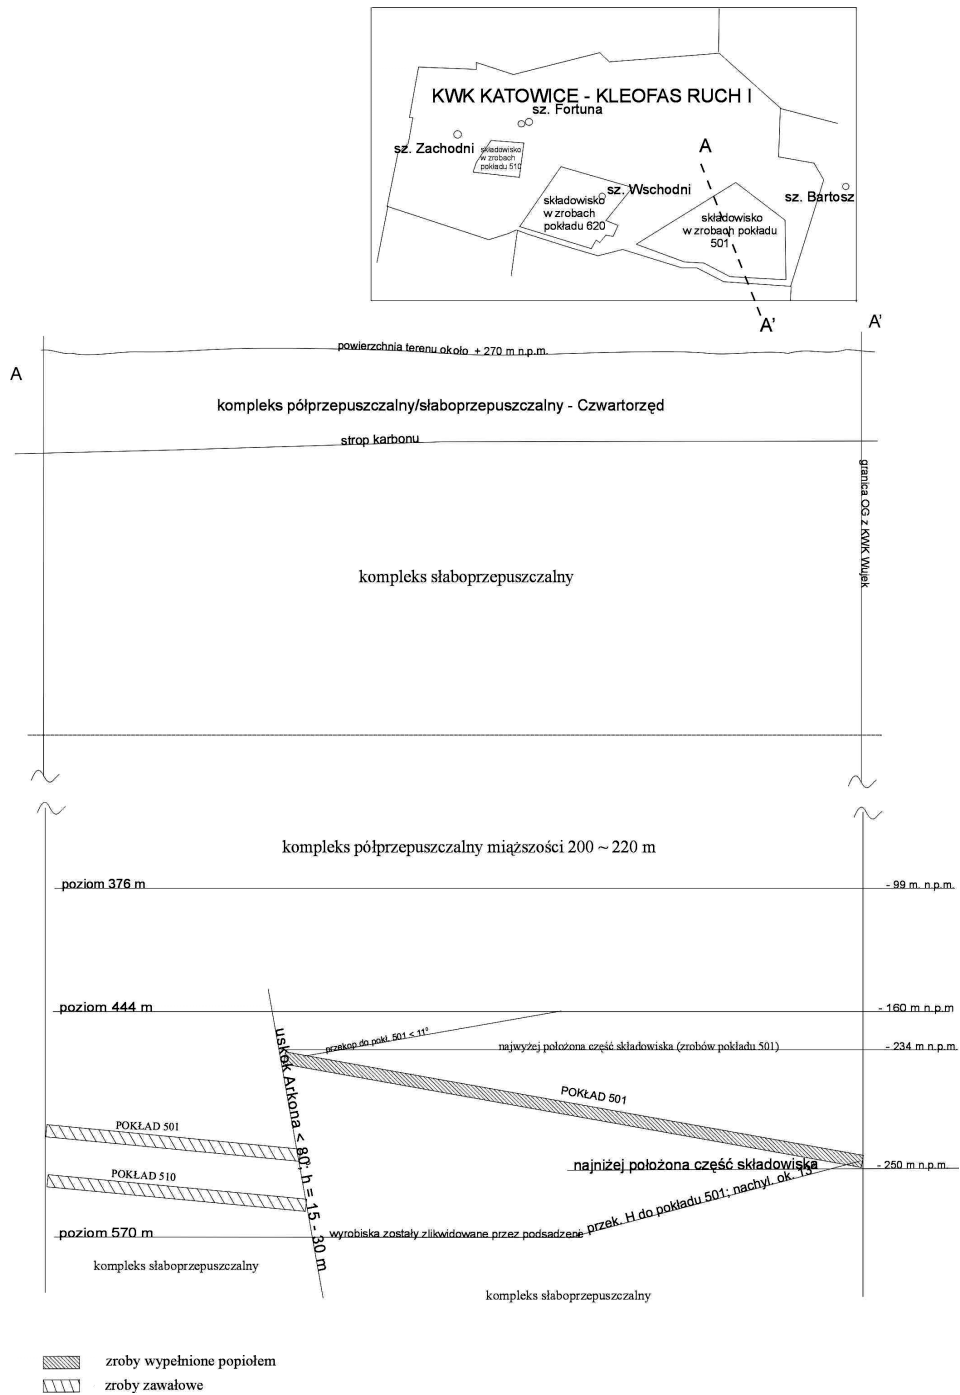 KWK KATOWICE - KLEOFAS RUCH I
sz. Fortuna
sz. Zachodni
składowisko
w zrobach
pokładu 510
A
sz. Wschodni
sz. Bartosz
składowisko
w zrobach
pokładu 620
składowisko
w zrobach pokładu
501
A'
A'
powierzchnia terenu około + 270 m n.p.m.
A
kompleks półprzepuszczalny/słaboprzepuszczalny - Czwartorzęd
strop karbonu
granica OG z KWK Wujek
kompleks słaboprzepuszczalny
kompleks półprzepuszczalny miąższości 200 ~ 220 m
poziom 376 m
- 99 m. n.p.m.
poziom 444 m
- 160 m n.p.m
uskok Arkona < 80°; h = 15 - 30 m
przekop do pokł. 501 < 11°
najwyżej położona część składowiska (zrobów pokładu 501)
- 234 m n.p.m.
POKŁAD 501
POKŁAD 501
najniżej położona część składowiska
- 250 m n.p.m.
POKŁAD 510
przek. H do pokładu 501; nachyl. ok. 13°
poziom 570 m
wyrobiska zostały zlikwidowane przez podsadzenie
kompleks słaboprzepuszczalny
kompleks słaboprzepuszczalny
zroby wypełnione popiołem
zroby zawałowe